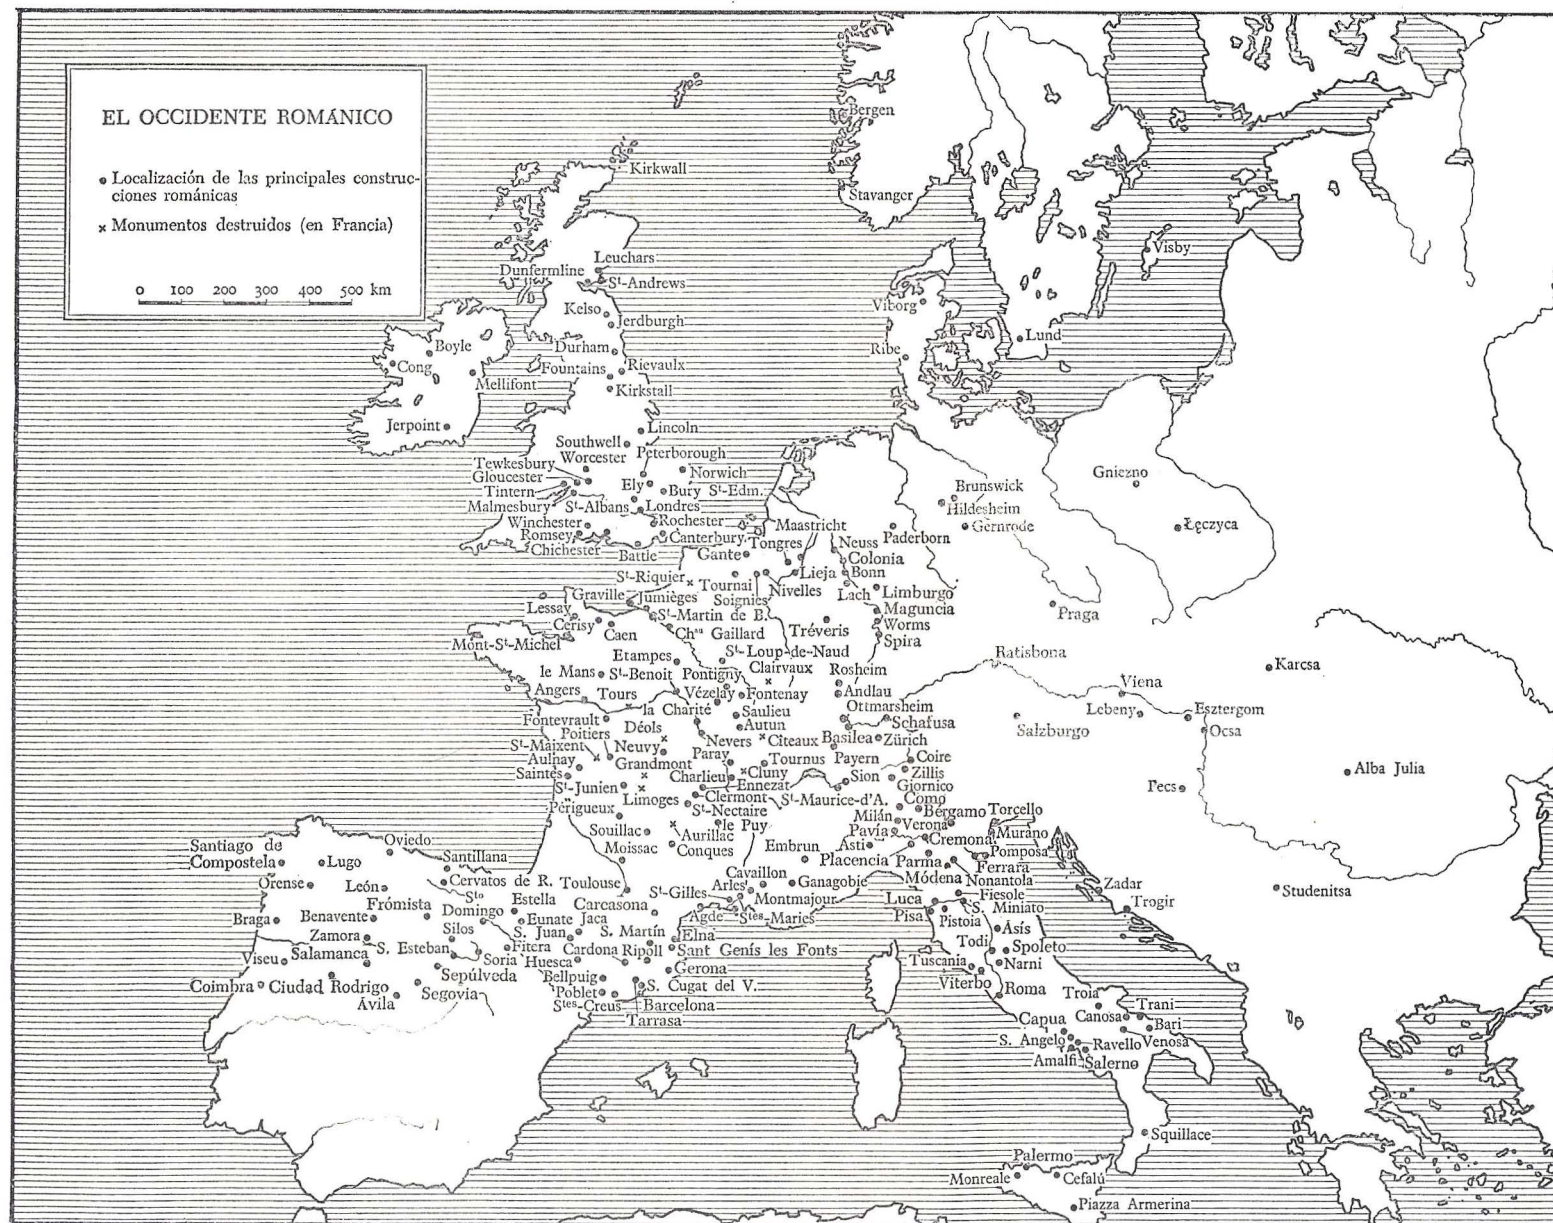 EL OCCIDENTE ROMÁNICO
Localización de las principales construc-
ciones románicas
× Monumentos destruidos (en Francia)
0 100 200 300 400 500 km
Bergen
Kirkwall
Stavanger
Visby
Leuchars
Dunfermline
St-Andrews
Viborg
Kelso
Jerdburgh
Lund
Boyle
Durham
Ribe
Cong
Fountains
Rievaulx
Mellifont
Kirkstall
Jerpoint
Lincoln
Southwell
Worcester
Peterborough
Tewkesbury
Norwich
Gniezno
Gloucester
Ely
Brunswick
Tintern
Bury St-Edm.
Malmesbury
St-Albans
Londres
Hildesheim
Winchester
Rochester
Maastricht
Gernrode
Łęczyca
Romsey
Canterbury
Tongres
Neuss
Paderborn
Chichester
Battle
Gante
Colonia
St-Riquier
Tournai
Lieja
Bonn
Graville
Jumièges
Soignies
Nivelles
Lach
Limburgo
Lessay
St-Martin de B.
Maguncia
Praga
Cerisy
Caen
Chau Gaillard
Tréveris
Worms
Mont-St-Michel
Spira
Etampes
St-Loup-de-Naud
Ratisbona
le Mans
St-Benoit
Pontigny
Clairvaux
Rosheim
Karcsa
Angers
Tours
Vézelay
Fontenay
Andlau
Viena
la Charité
Saulieu
Ottmarsheim
Lebeny
Esztergom
Fontevrault
Déols
Autun
Schafusa
Salzburgo
Ocsa
Poitiers
Nevers
Cîteaux
Basilea
Zürich
St-Maixent
Neuvy
Paray
Tournus
Payern
Coire
Aulnay
Grandmont
Cluny
Sion
Zillis
Alba Julia
Saintes
Charlieu
Ennezat
Giornico
Pecs
St-Junien
Limoges
Clermont
St-Maurice-d'A.
Como
Périgueux
St-Nectaire
Milán
Bérgamo
Torcello
Souillac
le Puy
Pavía
Verona
Murano
Aurillac
Cremona
Moissac
Conques
Embrun
Asti
Pomposa
Placencia
Parma
Ferrara
Santiago de
Compostela
Lugo
Oviedo
Santillana
Módena
Nonantola
Orense
León
Cervatos de R.
Toulouse
Cavaillon
Ganagobie
Zadar
Studenitsa
Arles
Fiesole
Frómista
Sto
Domingo
Estella
St-Gilles
Montmajour
Luca
S. Miniato
Trogir
Braga
Benavente
Eunate
Jaca
Carcasona
Agde
Stes-Maries
Pisa
Pistoia
Zamora
Silos
S. Juan
S. Martín
Elna
Asís
Viseu
Salamanca
S. Esteban
Fitera
Cardona
Ripoll
Sant Genís les Fonts
Todi
Spoleto
Soria
Huesca
Gerona
Tuscania
Narni
Coimbra
Ciudad Rodrigo
Sepúlveda
Bellpuig
S. Cugat del V.
Viterbo
Ávila
Segovia
Poblet
Roma
Stes-Creus
Barcelona
Troia
Trani
Tarrasa
Capua
Canosa
Bari
S. Angelo
Ravello
Venosa
Amalfi
Salerno
Squillace
Palermo
Monreale
Cefalú
Piazza Armerina